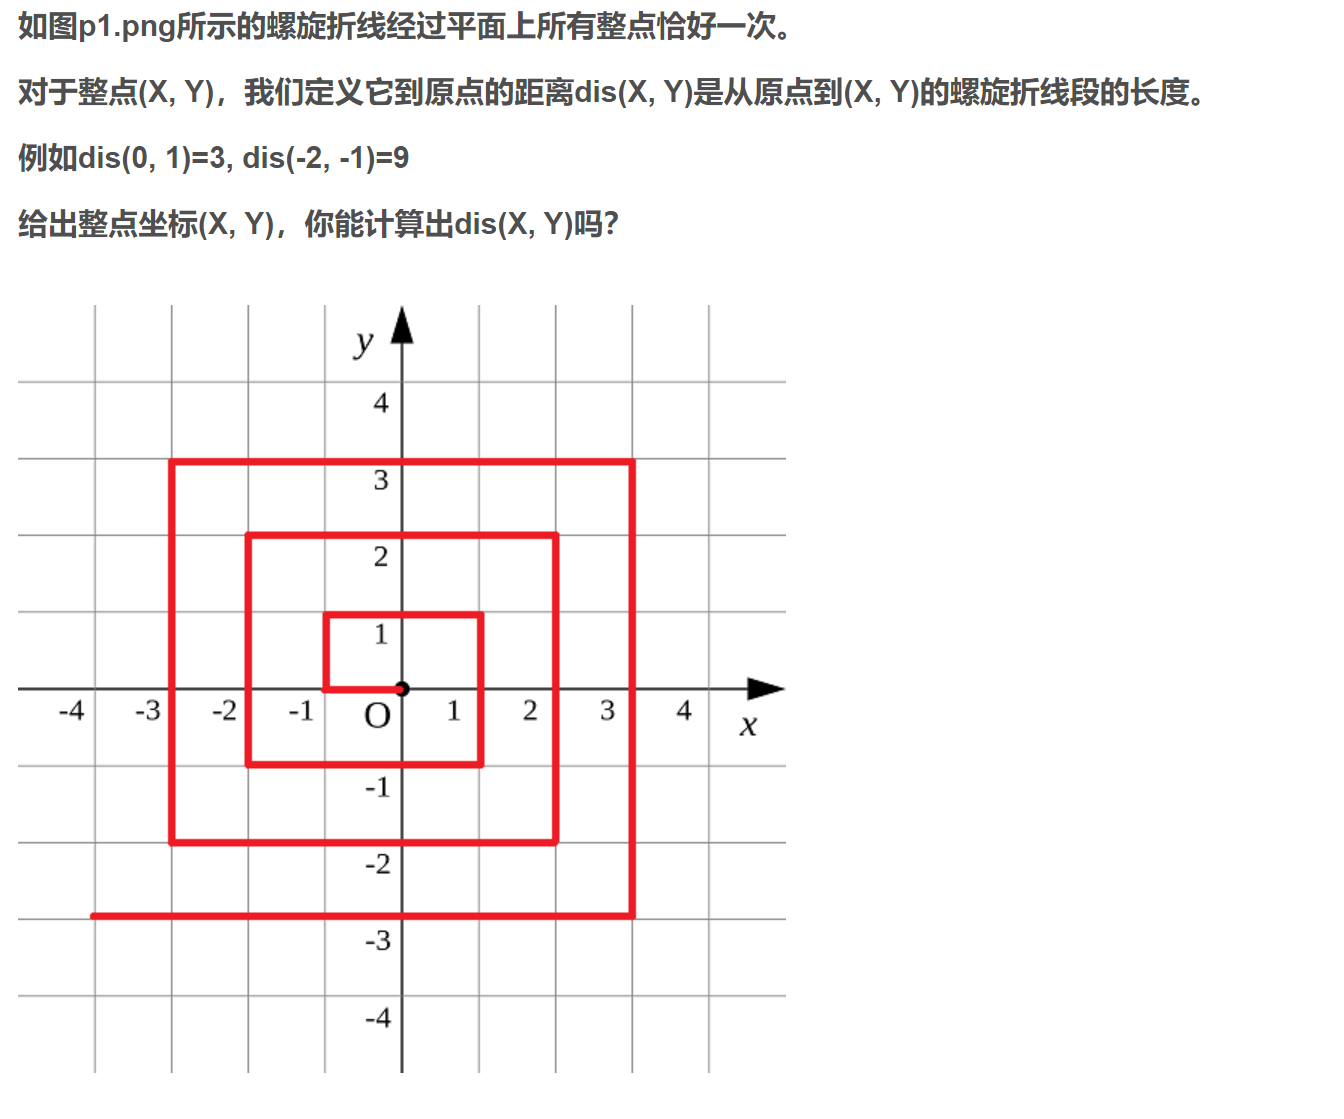 如图p1.png所示的螺旋折线经过平面上所有整点恰好一次。
对于整点(X, Y)，我们定义它到原点的距离dis(X, Y)是从原点到(X, Y)的螺旋折线段的长度。
例如dis(0, 1)=3, dis(-2, -1)=9
给出整点坐标(X, Y)，你能计算出dis(X, Y)吗？
y
4
3
2
1
-4 -3 -2 -1 O 1 2 3 4 x
-1
-2
-3
-4